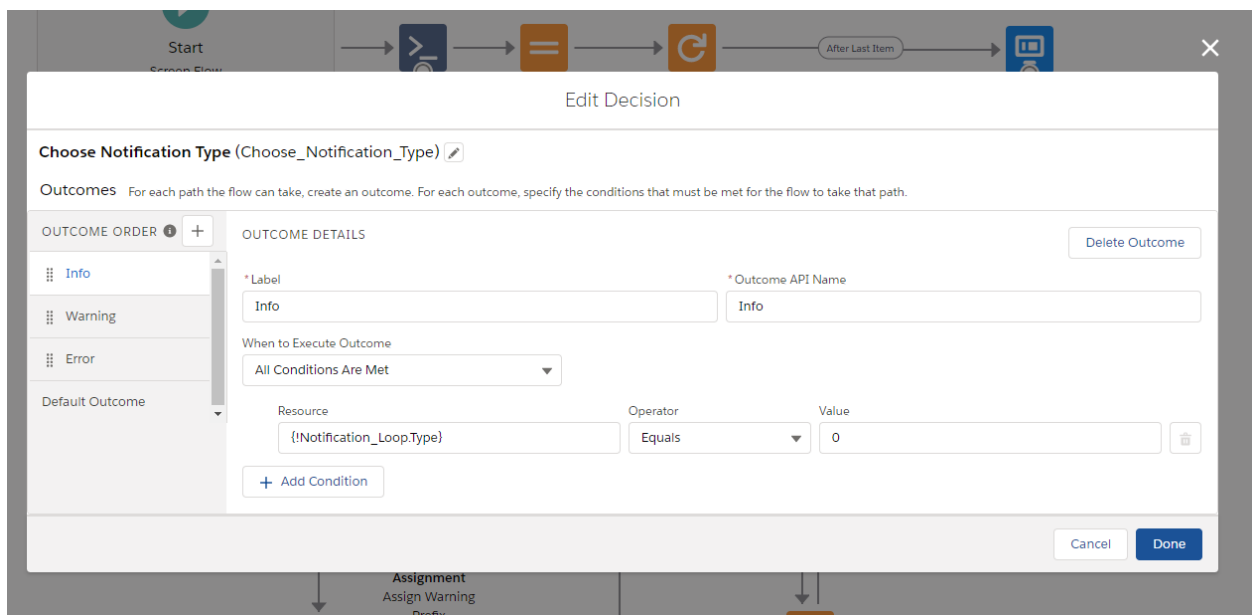 Start
Screen Flow
After Last Item
Edit Decision
Choose Notification Type (Choose_Notification_Type)
Outcomes For each path the flow can take, create an outcome. For each outcome, specify the conditions that must be met for the flow to take that path.
OUTCOME ORDER
OUTCOME DETAILS
Delete Outcome
Info
Warning
Error
Default Outcome
*Label
*Outcome API Name
Info
Info
When to Execute Outcome
All Conditions Are Met
Resource Operator Value
{!Notification_Loop.Type} Equals 0
+ Add Condition
Cancel Done
Assignment
Assign Warning
Prefix